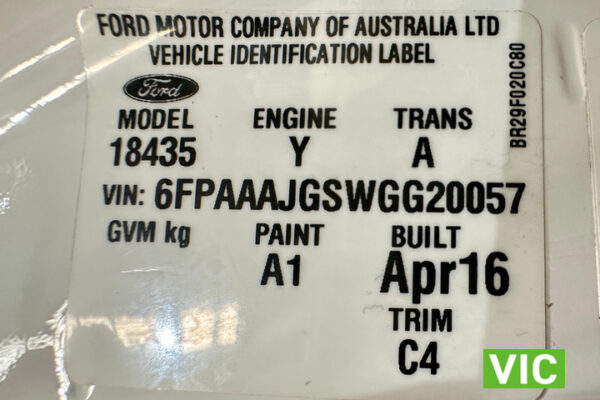 FORD MOTOR COMPANY OF AUSTRALIA LTD
VEHICLE IDENTIFICATION LABEL
Ford
MODEL ENGINE TRANS
18435 Y A
VIN: 6FPAAAJGSWGG20057
GVM kg PAINT BUILT
A1 Apr16
TRIM
C4
BR29F020C80
VIC